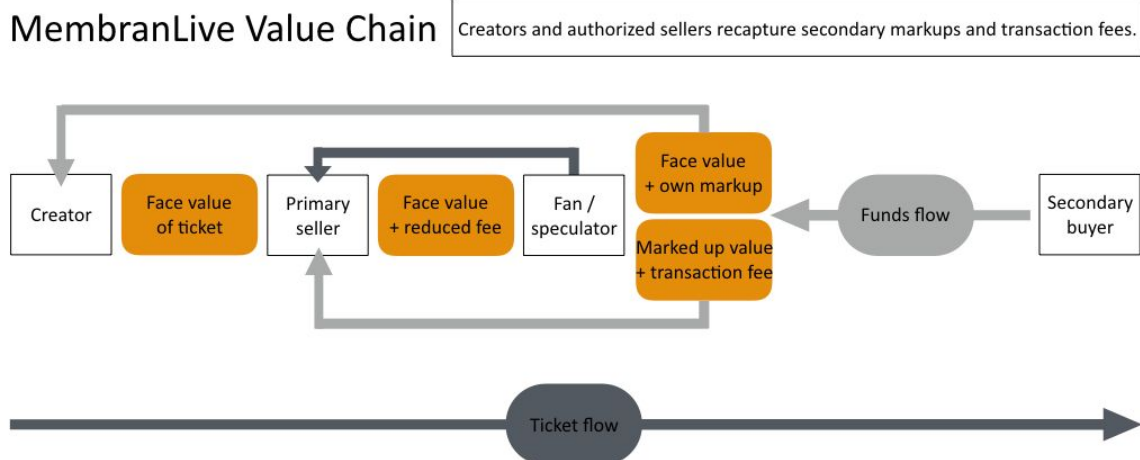 MembranLive Value Chain
Creators and authorized sellers recapture secondary markups and transaction fees.
Creator
Face value
of ticket
Primary
seller
Face value
+ reduced fee
Fan /
speculator
Face value
+ own markup
Marked up value
+ transaction fee
Funds flow
Secondary
buyer
Ticket flow